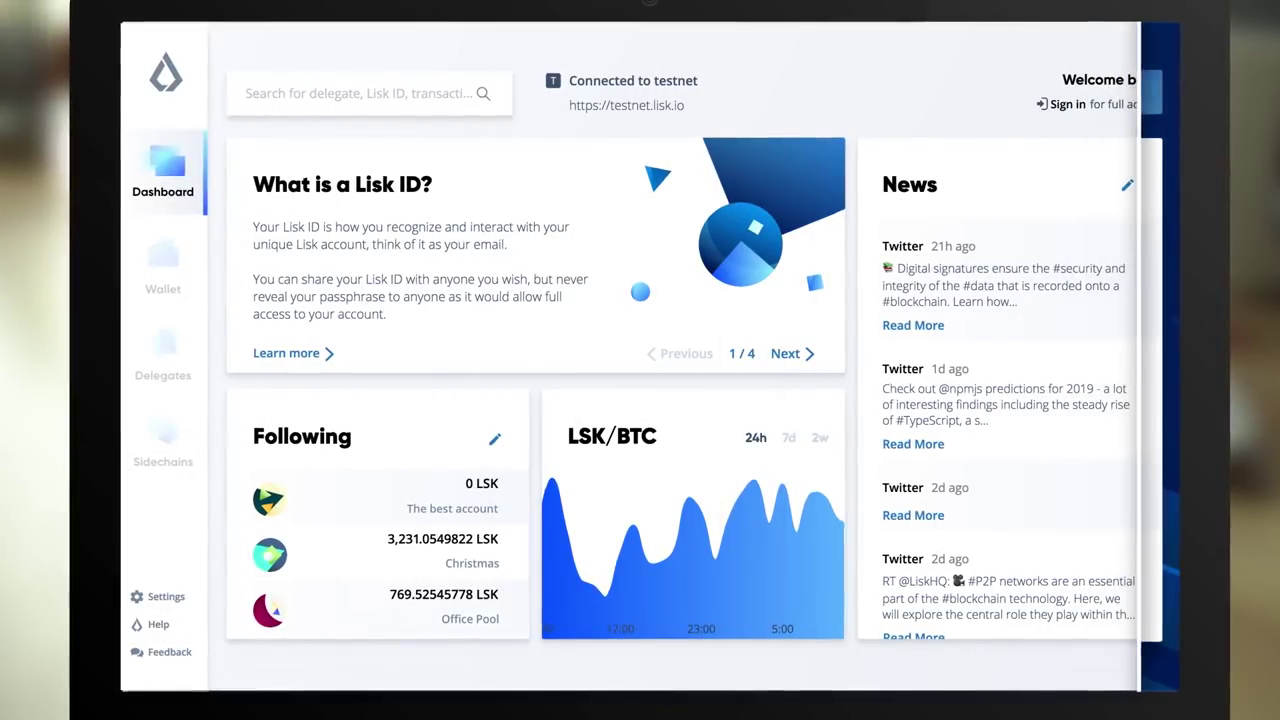 Search for delegate, Lisk ID, transacti...
T Connected to testnet
https://testnet.lisk.io
Welcome b
Sign in for full ac
Dashboard
Wallet
Delegates
Sidechains
Settings
Help
Feedback
What is a Lisk ID?
Your Lisk ID is how you recognize and interact with your
unique Lisk account, think of it as your email.
You can share your Lisk ID with anyone you wish, but never
reveal your passphrase to anyone as it would allow full
access to your account.
Learn more
Previous 1 / 4 Next
Following
0 LSK
The best account
3,231.0549822 LSK
Christmas
769.52545778 LSK
Office Pool
LSK/BTC
24h 7d 2w
17:00 23:00 5:00
News
Twitter 21h ago
Digital signatures ensure the #security and
integrity of the #data that is recorded onto a
#blockchain. Learn how...
Read More
Twitter 1d ago
Check out @npmjs predictions for 2019 - a lot
of interesting findings including the steady rise
of #TypeScript, a s...
Read More
Twitter 2d ago
Read More
Twitter 2d ago
RT @LiskHQ: #P2P networks are an essential
part of the #blockchain technology. Here, we
will explore the central role they play within th...
Read More